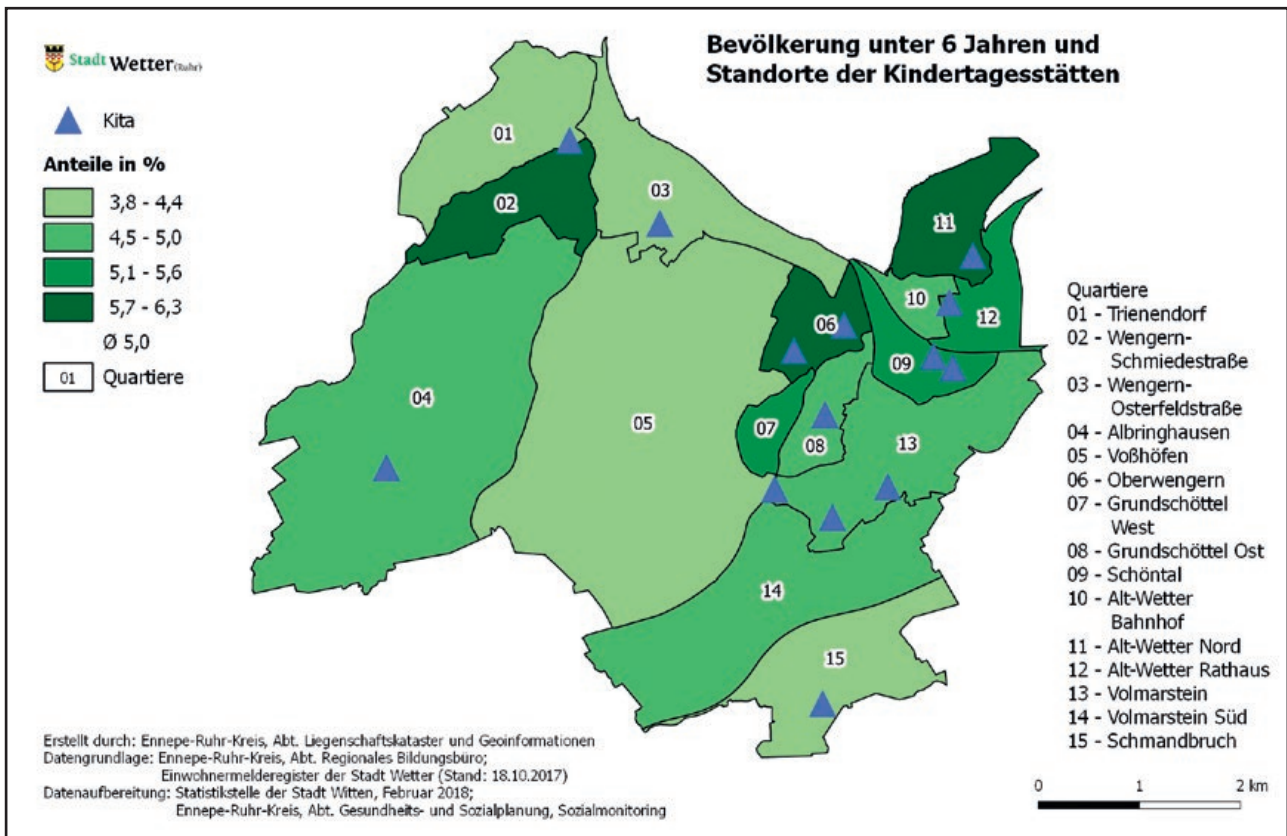 Stadt Wetter(Ruhr)
Bevölkerung unter 6 Jahren und
Standorte der Kindertagesstätten
Kita
Anteile in %
3,8 - 4,4
4,5 - 5,0
5,1 - 5,6
5,7 - 6,3
Ø 5,0
01 Quartiere
01
02
03
04
05
06
07
08
09
10
11
12
13
14
15
Quartiere
01 - Trienendorf
02 - Wengern-
Schmiedestraße
03 - Wengern-
Osterfeldstraße
04 - Albringhausen
05 - Voßhöfen
06 - Oberwengern
07 - Grundschöttel
West
08 - Grundschöttel Ost
09 - Schöntal
10 - Alt-Wetter
Bahnhof
11 - Alt-Wetter Nord
12 - Alt-Wetter Rathaus
13 - Volmarstein
14 - Volmarstein Süd
15 - Schmandbruch
Erstellt durch: Ennepe-Ruhr-Kreis, Abt. Liegenschaftskataster und Geoinformationen
Datengrundlage: Ennepe-Ruhr-Kreis, Abt. Regionales Bildungsbüro;
Einwohnermelderegister der Stadt Wetter (Stand: 18.10.2017)
Datenaufbereitung: Statistikstelle der Stadt Witten, Februar 2018;
Ennepe-Ruhr-Kreis, Abt. Gesundheits- und Sozialplanung, Sozialmonitoring
0 1 2 km